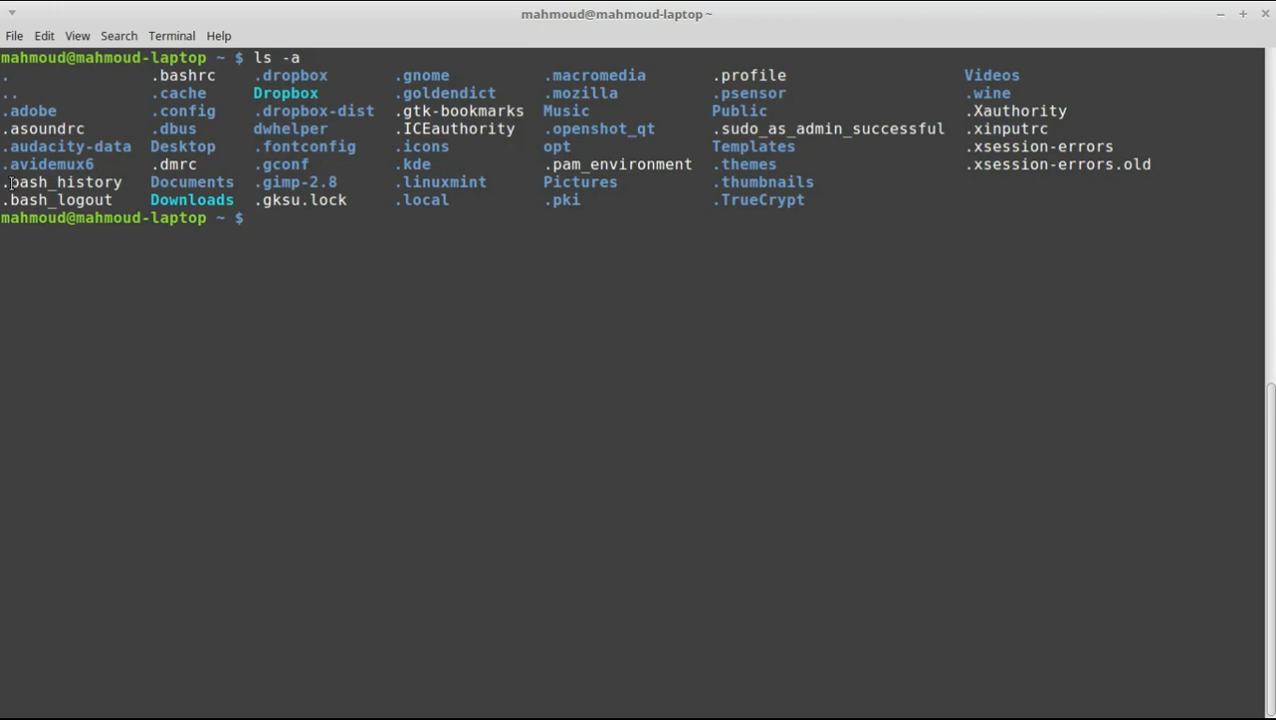 mahmoud@mahmoud-laptop ~
File Edit View Search Terminal Help
mahmoud@mahmoud-laptop ~ $ ls -a
. .bashrc .dropbox .gnome .macromedia .profile Videos
.. .cache Dropbox .goldendict .mozilla .psensor .wine
.adobe .config .dropbox-dist .gtk-bookmarks Music Public .Xauthority
.asoundrc .dbus dwhelper .ICEauthority .openshot_qt .sudo_as_admin_successful .xinputrc
.audacity-data Desktop .fontconfig .icons opt Templates .xsession-errors
.avidemux6 .dmrc .gconf .kde .pam_environment .themes .xsession-errors.old
.bash_history Documents .gimp-2.8 .linuxmint Pictures .thumbnails
.bash_logout Downloads .gksu.lock .local .pki .TrueCrypt
mahmoud@mahmoud-laptop ~ $